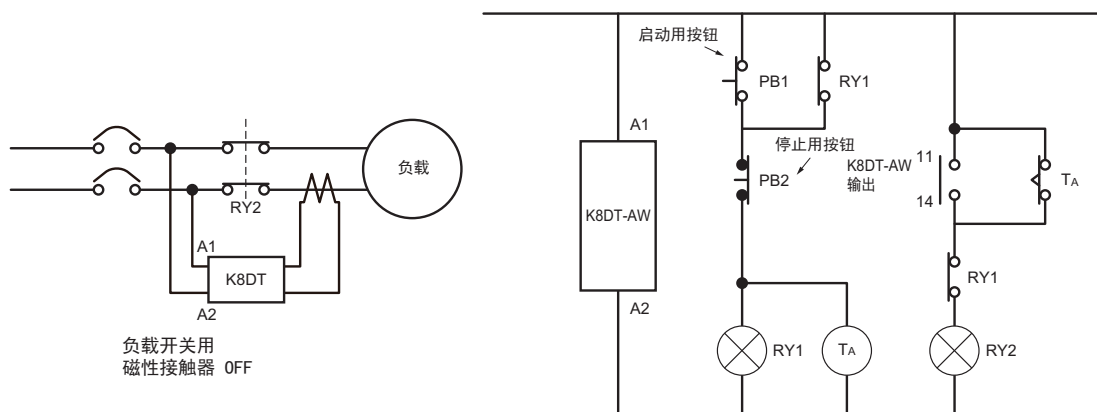 负载
RY2
A1
K8DT
A2
负载开关用
磁性接触器 OFF
启动用按钮
PB1
RY1
A1
停止用按钮
K8DT-AW
输出
11
14
TA
PB2
K8DT-AW
RY1
A2
RY1
TA
RY2